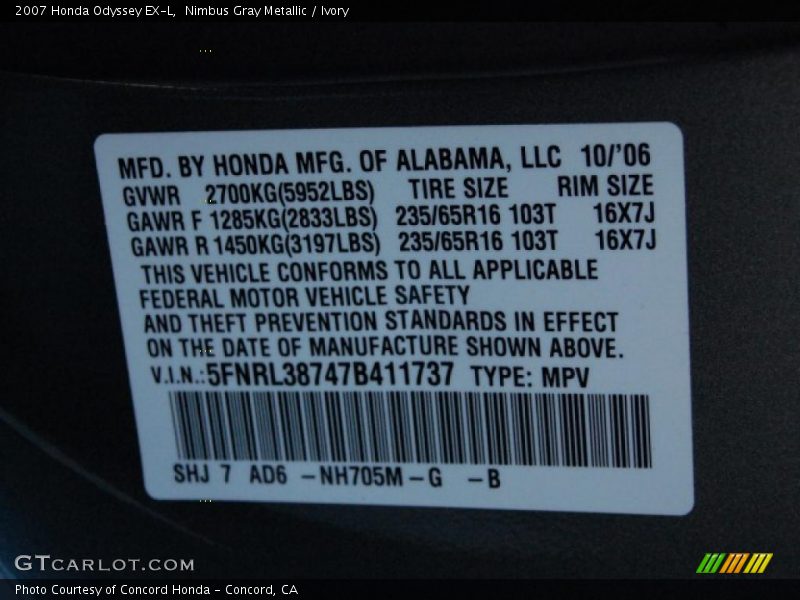 2007 Honda Odyssey EX-L, Nimbus Gray Metallic / Ivory
MFD. BY HONDA MFG. OF ALABAMA, LLC 10/'06
GVWR 2700KG(5952LBS) TIRE SIZE RIM SIZE
GAWR F 1285KG(2833LBS) 235/65R16 103T 16X7J
GAWR R 1450KG(3197LBS) 235/65R16 103T 16X7J
THIS VEHICLE CONFORMS TO ALL APPLICABLE
FEDERAL MOTOR VEHICLE SAFETY
AND THEFT PREVENTION STANDARDS IN EFFECT
ON THE DATE OF MANUFACTURE SHOWN ABOVE.
V.I.N.:5FNRL38747B411737 TYPE: MPV
SHJ 7 AD6 -NH705M-G -B
GTCARLOT.COM
Photo Courtesy of Concord Honda - Concord, CA